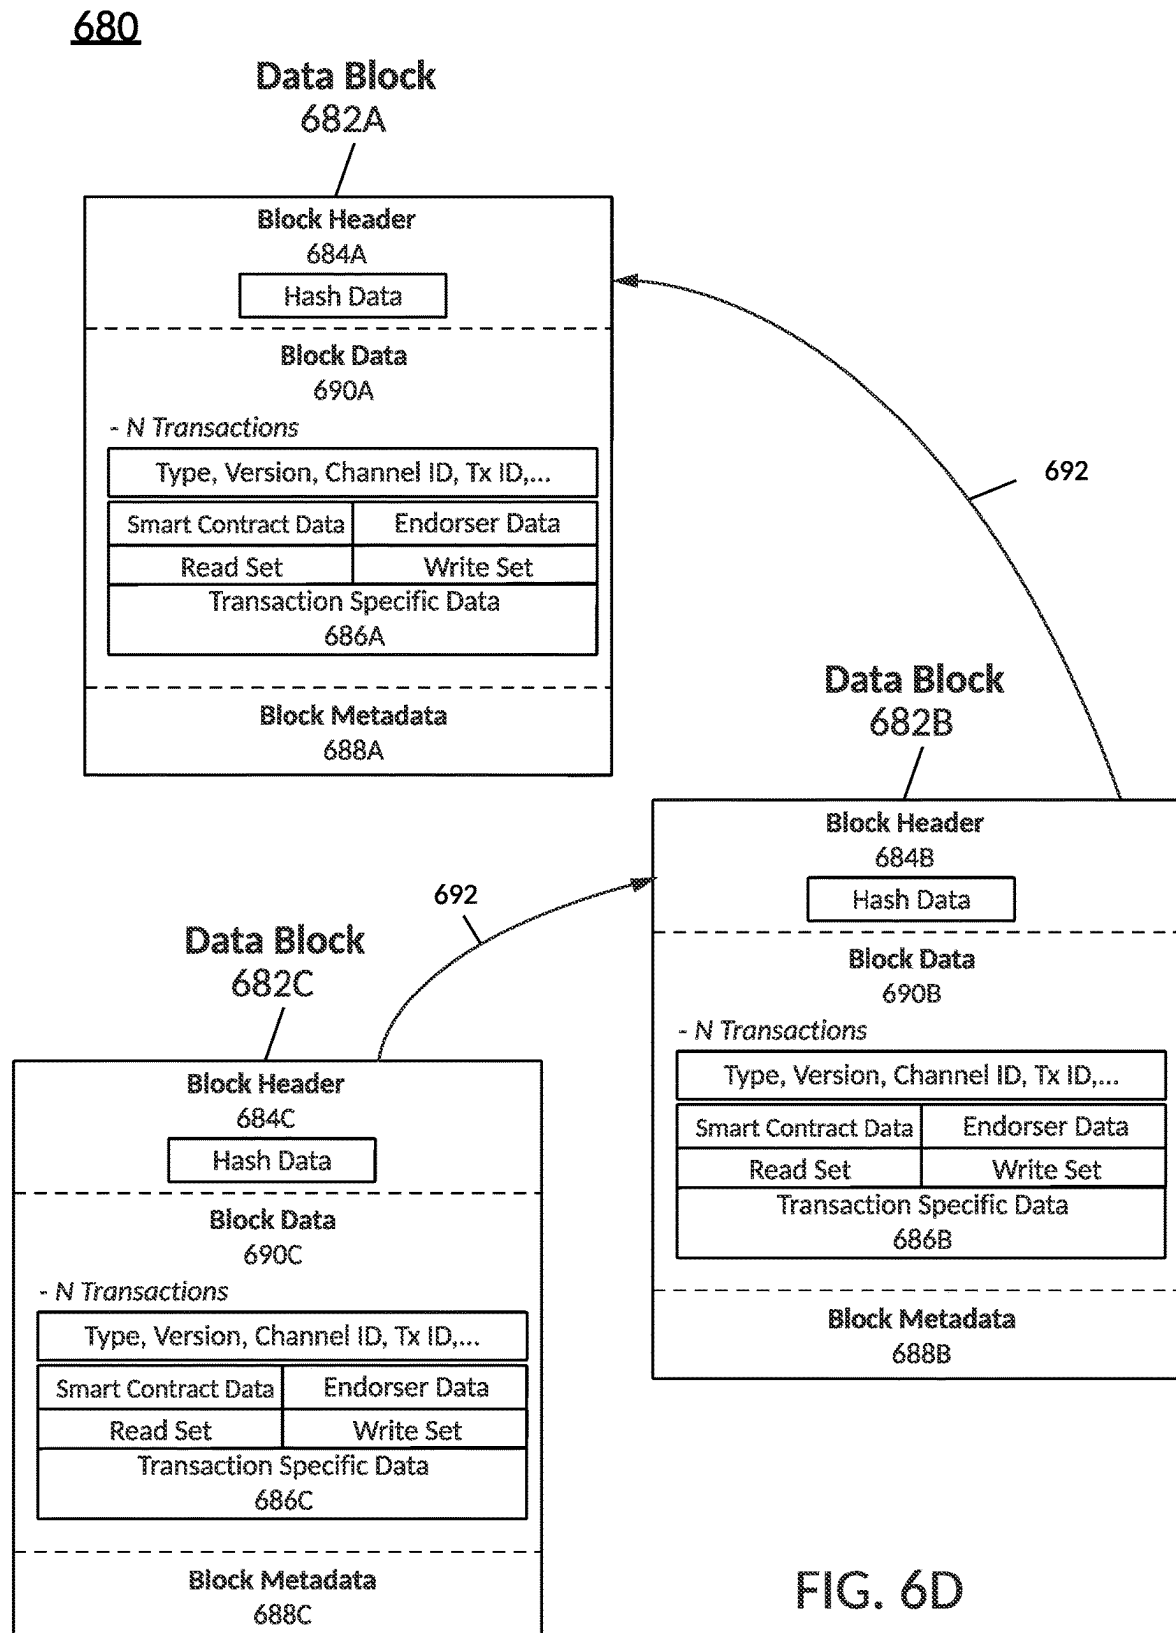 680
Data Block
682A
Block Header
684A
Hash Data
Block Data
690A
- N Transactions
Type, Version, Channel ID, Tx ID,...
Smart Contract Data Endorser Data
Read Set Write Set
Transaction Specific Data
686A
Block Metadata
688A
692
Data Block
682B
Block Header
684B
Hash Data
Block Data
690B
- N Transactions
Type, Version, Channel ID, Tx ID,...
Smart Contract Data Endorser Data
Read Set Write Set
Transaction Specific Data
686B
Block Metadata
688B
692
Data Block
682C
Block Header
684C
Hash Data
Block Data
690C
- N Transactions
Type, Version, Channel ID, Tx ID,...
Smart Contract Data Endorser Data
Read Set Write Set
Transaction Specific Data
686C
Block Metadata
688C
FIG. 6D